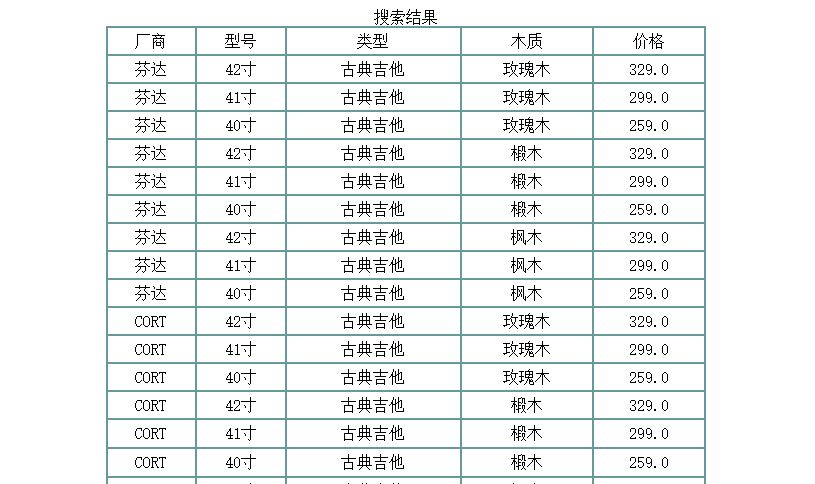 搜索结果
厂商 型号 类型 木质 价格
芬达 42寸 古典吉他 玫瑰木 329.0
芬达 41寸 古典吉他 玫瑰木 299.0
芬达 40寸 古典吉他 玫瑰木 259.0
芬达 42寸 古典吉他 椴木 329.0
芬达 41寸 古典吉他 椴木 299.0
芬达 40寸 古典吉他 椴木 259.0
芬达 42寸 古典吉他 枫木 329.0
芬达 41寸 古典吉他 枫木 299.0
芬达 40寸 古典吉他 枫木 259.0
CORT 42寸 古典吉他 玫瑰木 329.0
CORT 41寸 古典吉他 玫瑰木 299.0
CORT 40寸 古典吉他 玫瑰木 259.0
CORT 42寸 古典吉他 椴木 329.0
CORT 41寸 古典吉他 椴木 299.0
CORT 40寸 古典吉他 椴木 259.0